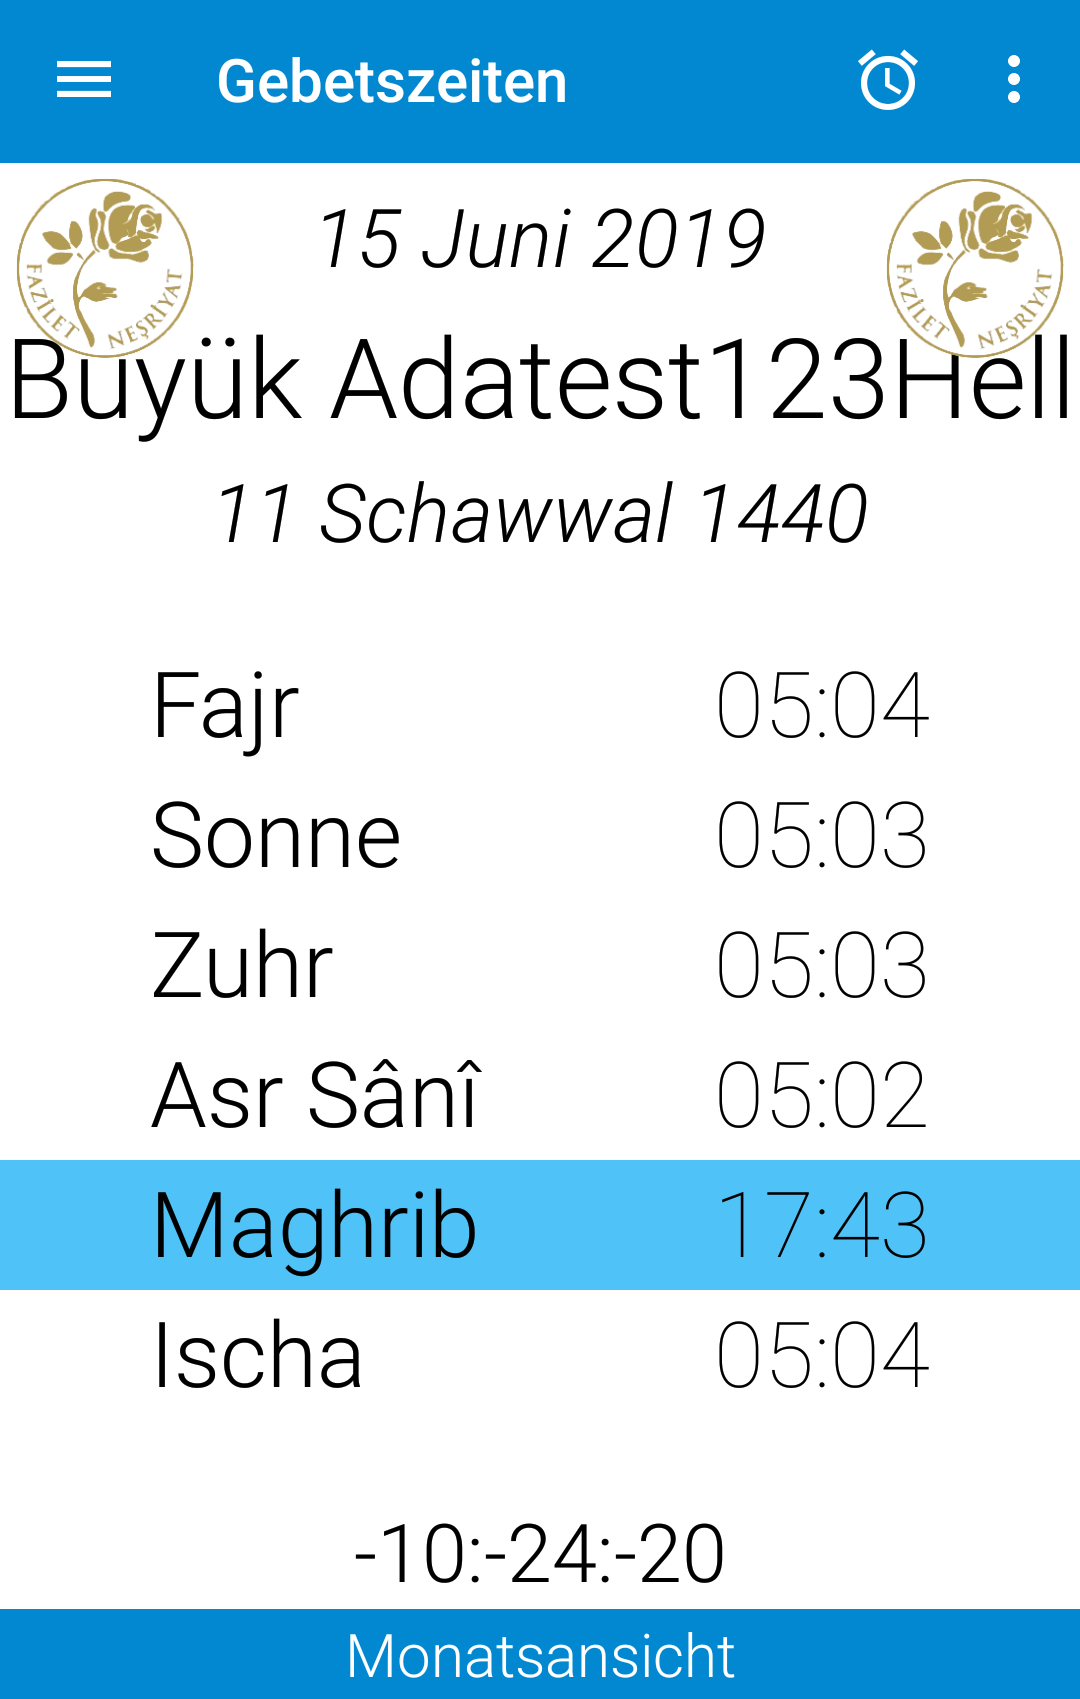 Gebetszeiten
FAZİLET NEŞRİYAT
FAZİLET NEŞRİYAT
15 Juni 2019
Büyük Adatest123Hell
11 Schawwal 1440
Fajr 05:04
Sonne 05:03
Zuhr 05:03
Asr Sânî 05:02
Maghrib 17:43
Ischa 05:04
-10:-24:-20
Monatsansicht